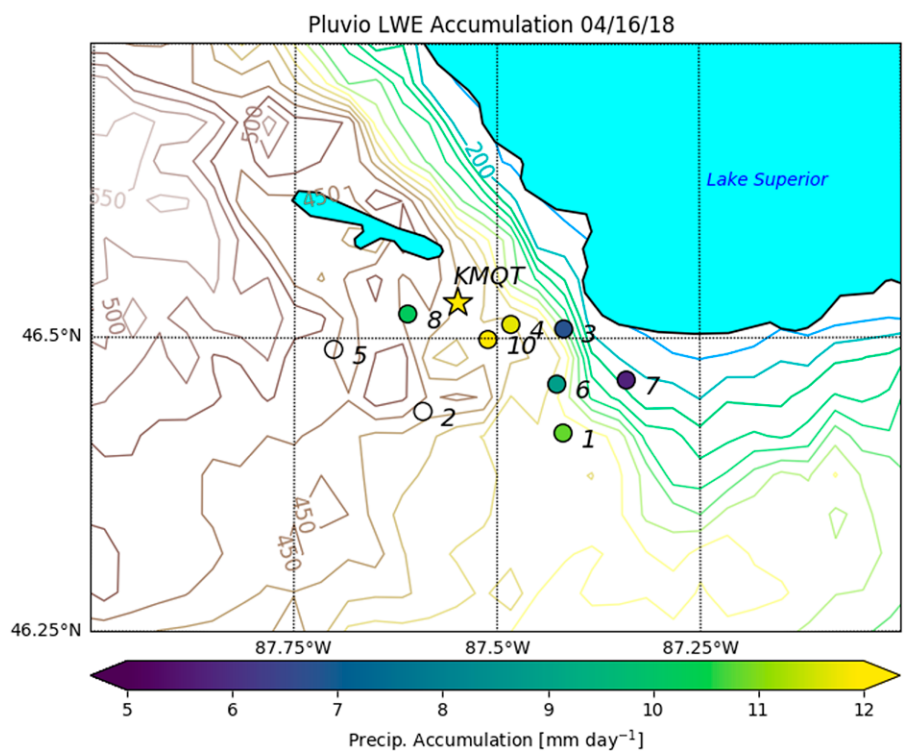 Pluvio LWE Accumulation 04/16/18
500
200
Lake Superior
550
450
KMQT
500
8
4
3
46.5°N
10
5
6
7
2
1
450
450
46.25°N
87.75°W
87.5°W
87.25°W
5
6
7
8
9
10
11
12
Precip. Accumulation [mm day⁻¹]